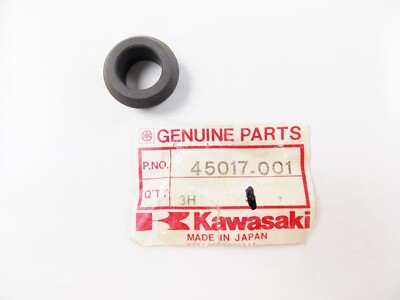 GENUINE PARTS
P.NO. 45017-001
Q'TY 3H
Kawasaki
MADE IN JAPAN